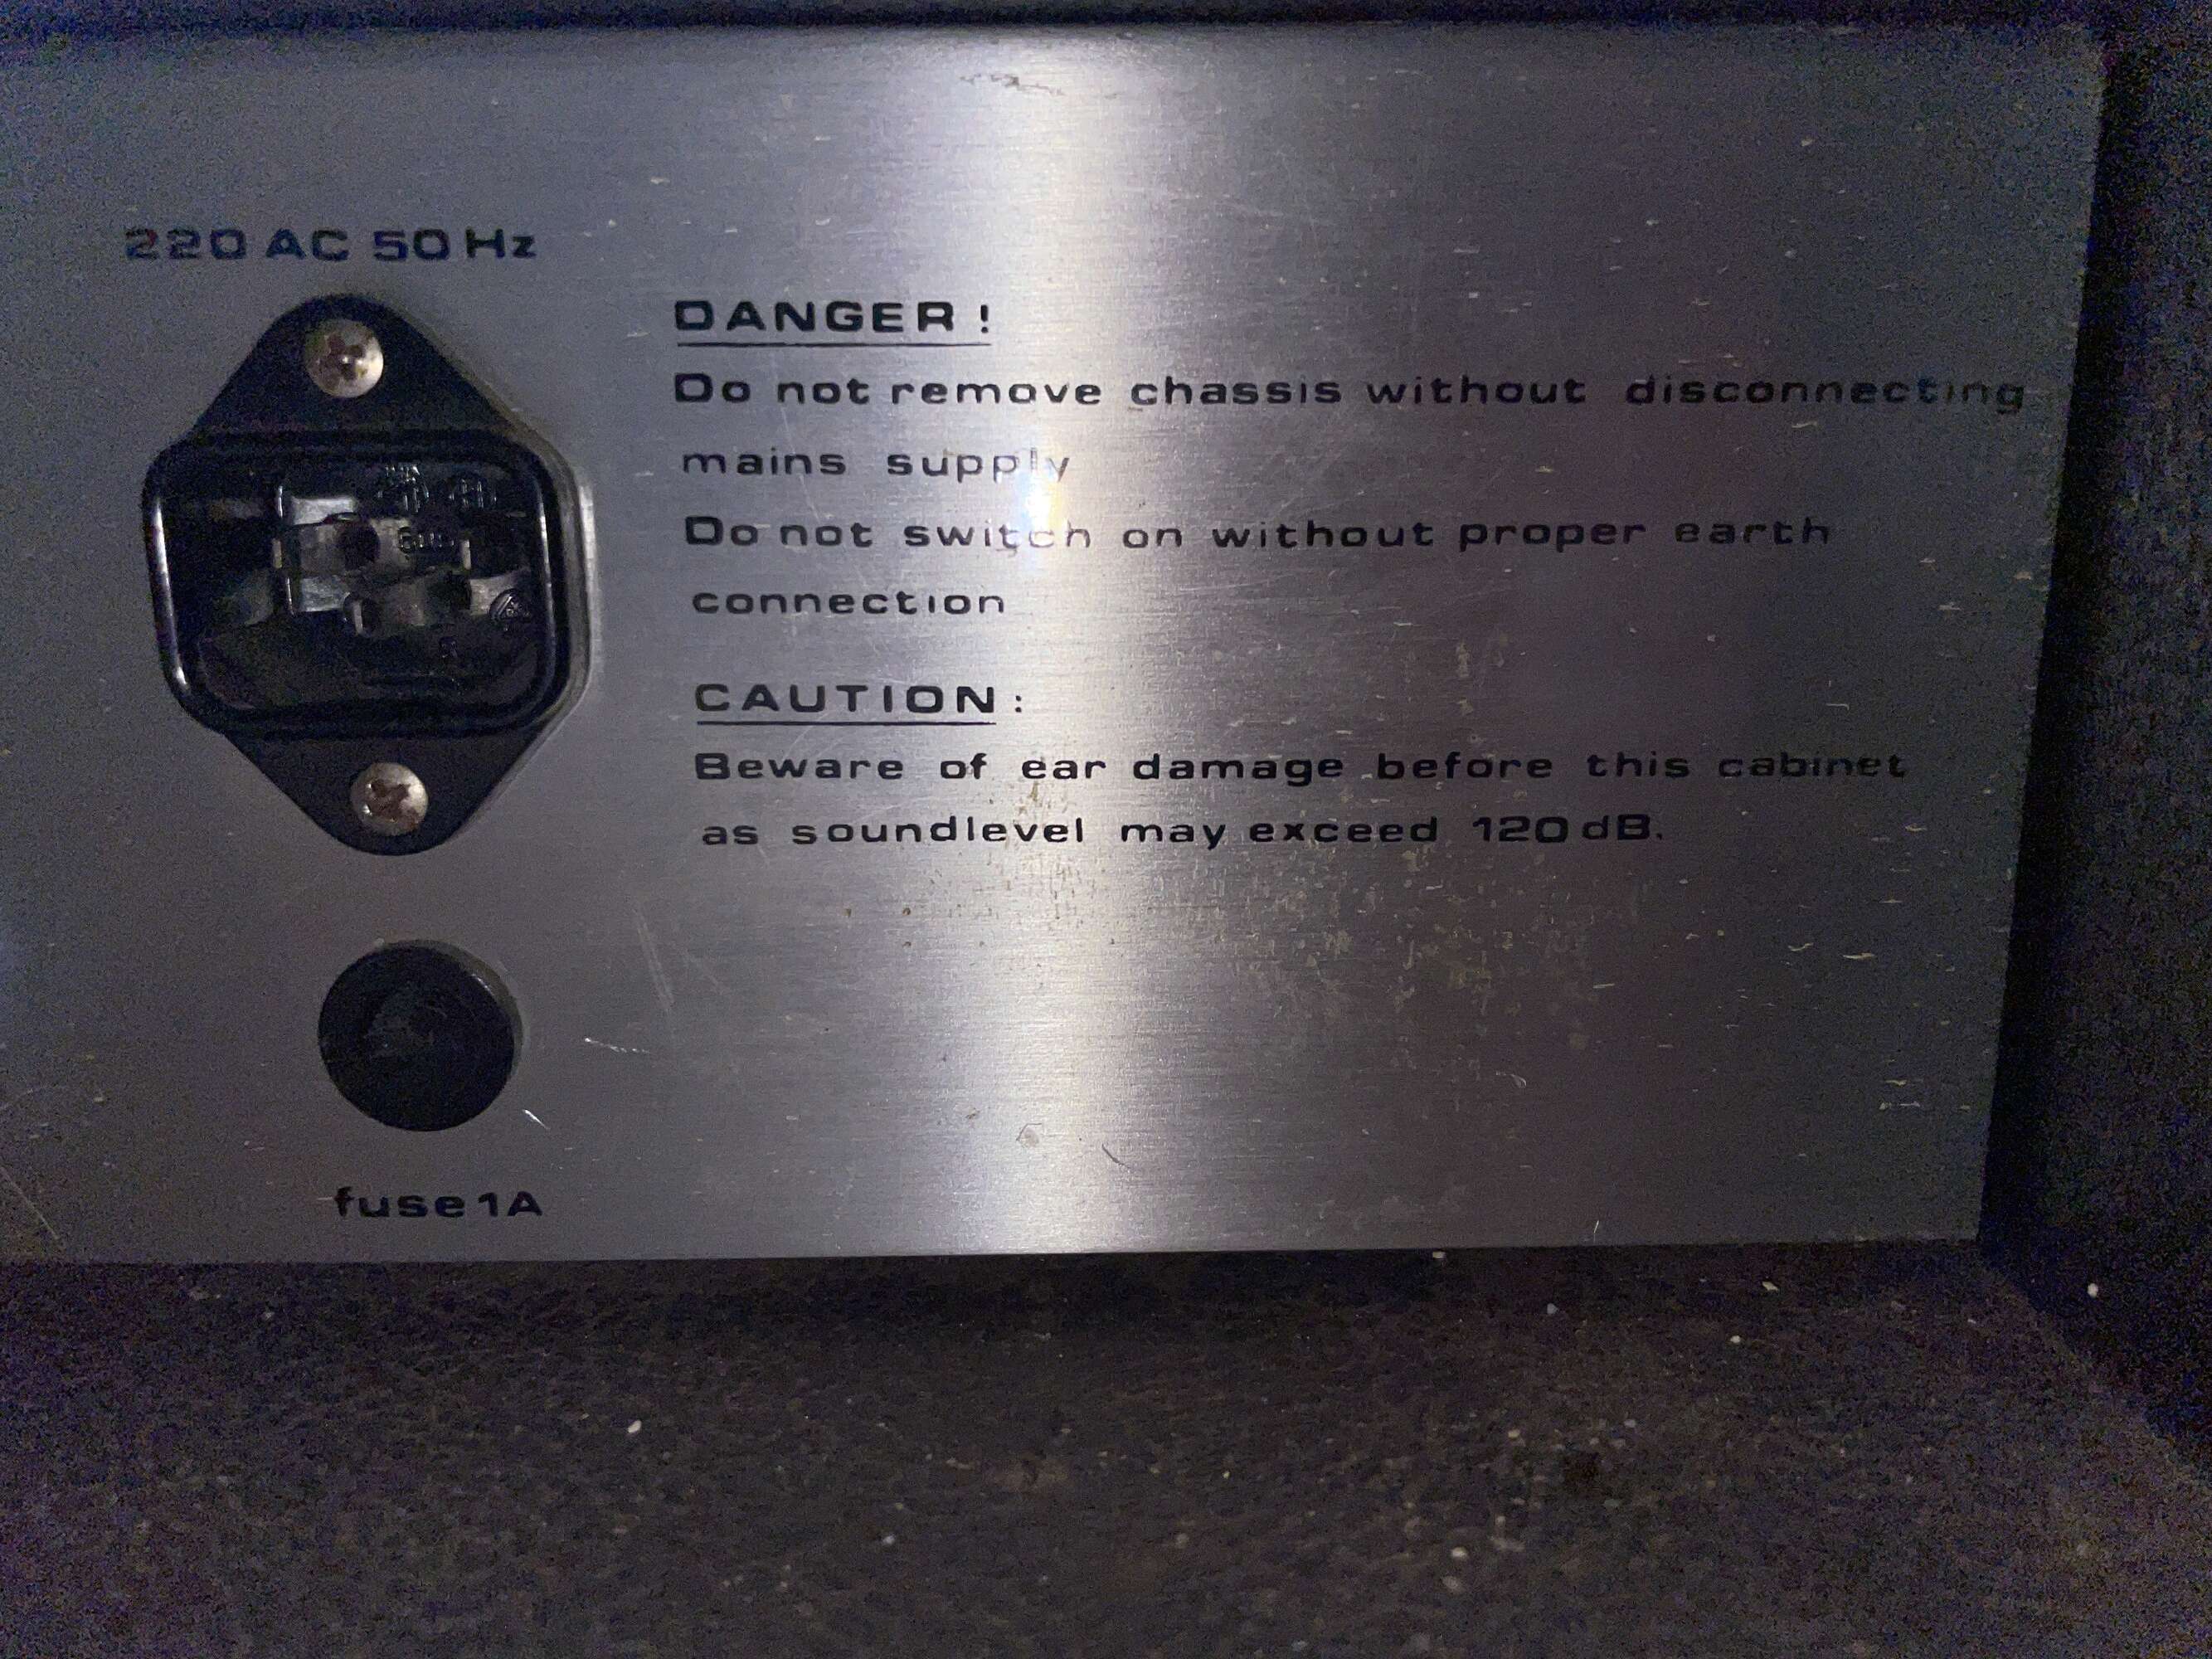 220 AC 50 Hz
DANGER !
Do not remove chassis without disconnecting
mains supply
Do not switch on without proper earth
connection
CAUTION :
Beware of ear damage before this cabinet
as soundlevel may exceed 120 dB.
fuse 1A